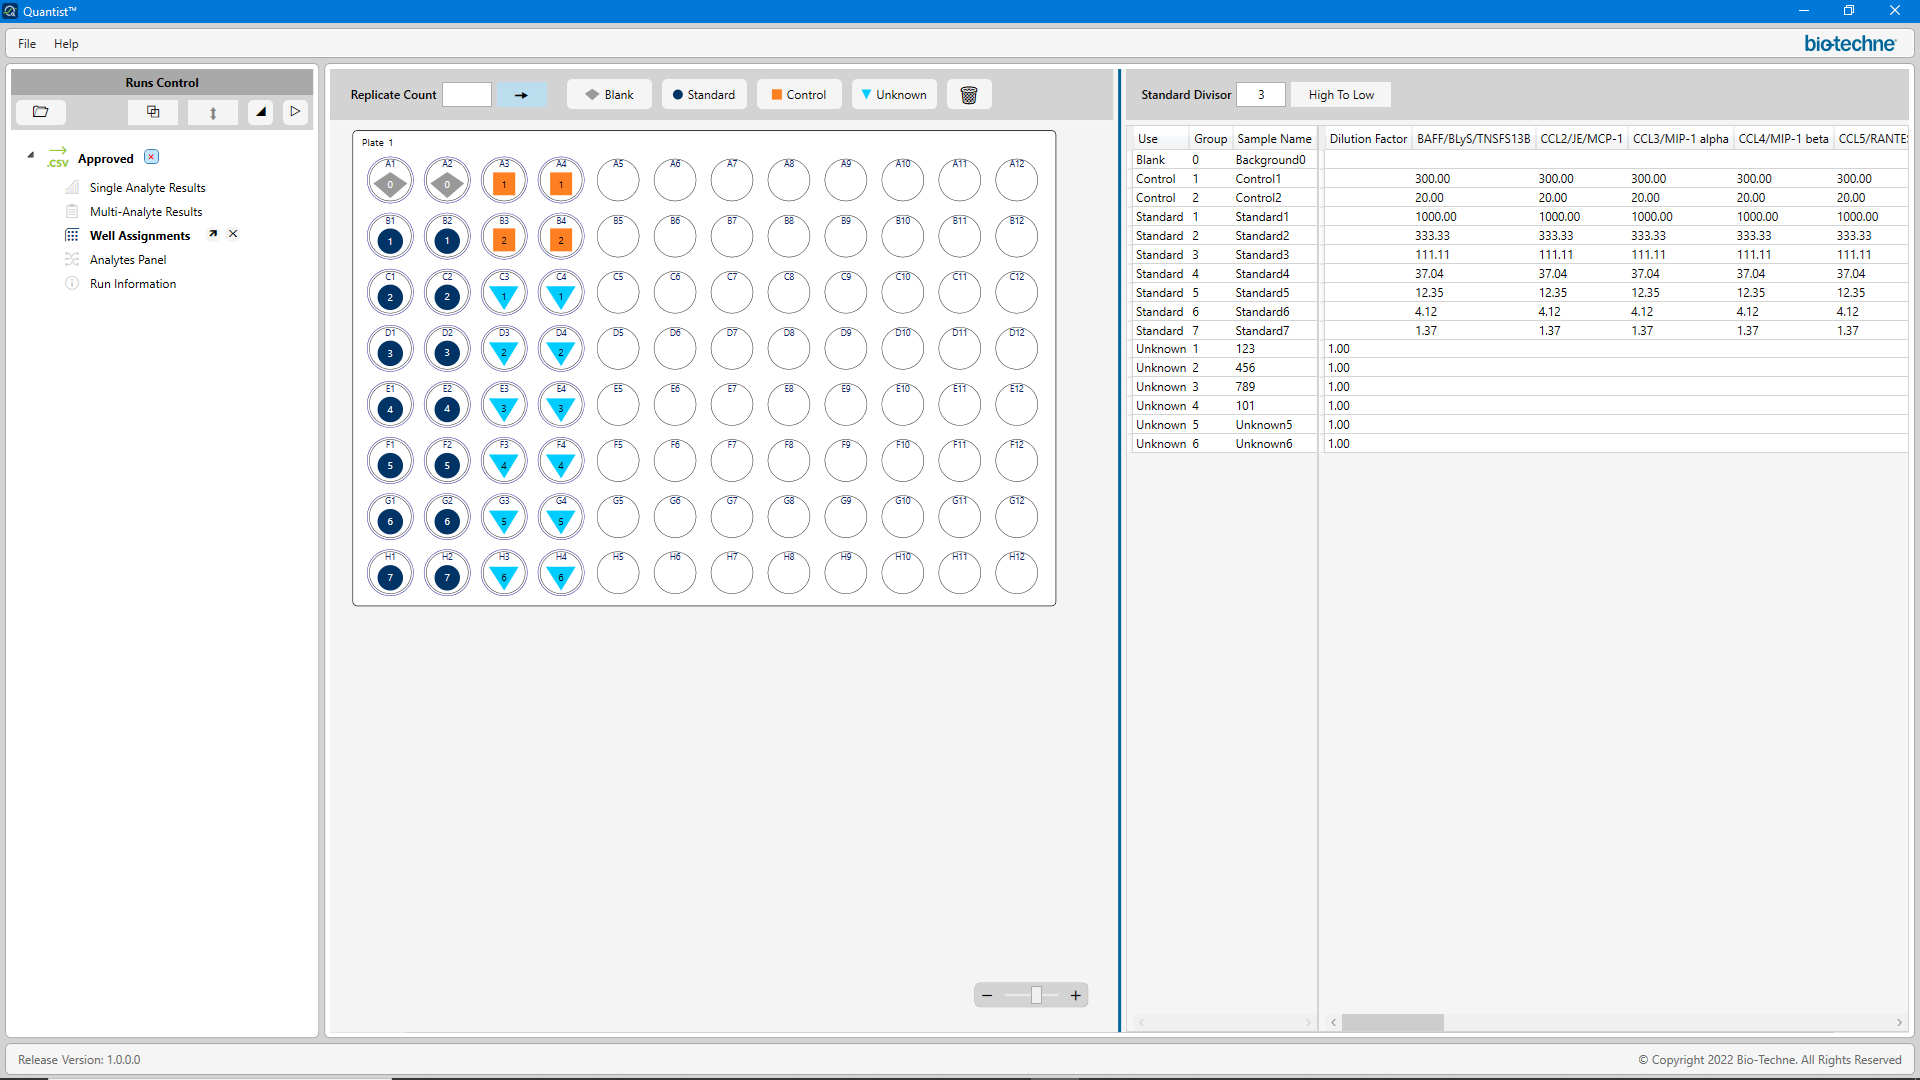 Quantist™
File Help
bio-techne
Runs Control
.csv Approved
Single Analyte Results
Multi-Analyte Results
Well Assignments
Analytes Panel
Run Information
Replicate Count Blank Standard Control Unknown
Plate 1
A1 A2 A3 A4 A5 A6 A7 A8 A9 A10 A11 A12
0 0 1 1
B1 B2 B3 B4 B5 B6 B7 B8 B9 B10 B11 B12
1 1 2 2
C1 C2 C3 C4 C5 C6 C7 C8 C9 C10 C11 C12
2 2 1 1
D1 D2 D3 D4 D5 D6 D7 D8 D9 D10 D11 D12
3 3 2 2
E1 E2 E3 E4 E5 E6 E7 E8 E9 E10 E11 E12
4 4 3 3
F1 F2 F3 F4 F5 F6 F7 F8 F9 F10 F11 F12
5 5 4 4
G1 G2 G3 G4 G5 G6 G7 G8 G9 G10 G11 G12
6 6 5 5
H1 H2 H3 H4 H5 H6 H7 H8 H9 H10 H11 H12
7 7 6 6
Standard Divisor 3 High To Low
Use Group Sample Name Dilution Factor BAFF/BLyS/TNSFS13B CCL2/JE/MCP-1 CCL3/MIP-1 alpha CCL4/MIP-1 beta CCL5/RANTES
Blank 0 Background0
Control 1 Control1 300.00 300.00 300.00 300.00 300.00
Control 2 Control2 20.00 20.00 20.00 20.00 20.00
Standard 1 Standard1 1000.00 1000.00 1000.00 1000.00 1000.00
Standard 2 Standard2 333.33 333.33 333.33 333.33 333.33
Standard 3 Standard3 111.11 111.11 111.11 111.11 111.11
Standard 4 Standard4 37.04 37.04 37.04 37.04 37.04
Standard 5 Standard5 12.35 12.35 12.35 12.35 12.35
Standard 6 Standard6 4.12 4.12 4.12 4.12 4.12
Standard 7 Standard7 1.37 1.37 1.37 1.37 1.37
Unknown 1 123 1.00
Unknown 2 456 1.00
Unknown 3 789 1.00
Unknown 4 101 1.00
Unknown 5 Unknown5 1.00
Unknown 6 Unknown6 1.00
Release Version: 1.0.0.0
© Copyright 2022 Bio-Techne. All Rights Reserved